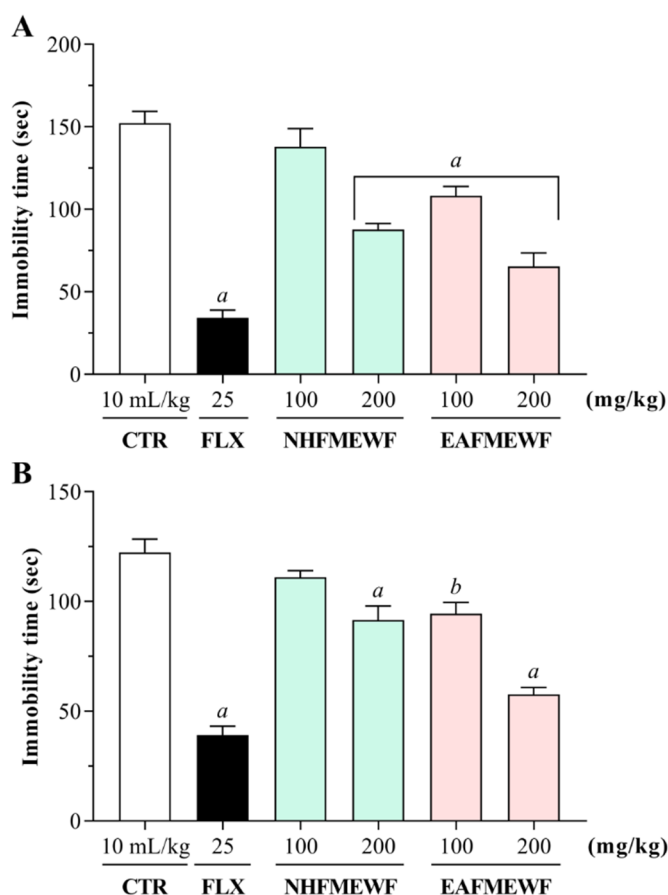 A
200
150
100
50
0
Immobility time (sec)
a
a
10 mL/kg 25 100 200 100 200 (mg/kg)
CTR FLX NHFMEWF EAFMEWF
B
150
100
50
0
Immobility time (sec)
a
a
b
a
10 mL/kg 25 100 200 100 200 (mg/kg)
CTR FLX NHFMEWF EAFMEWF